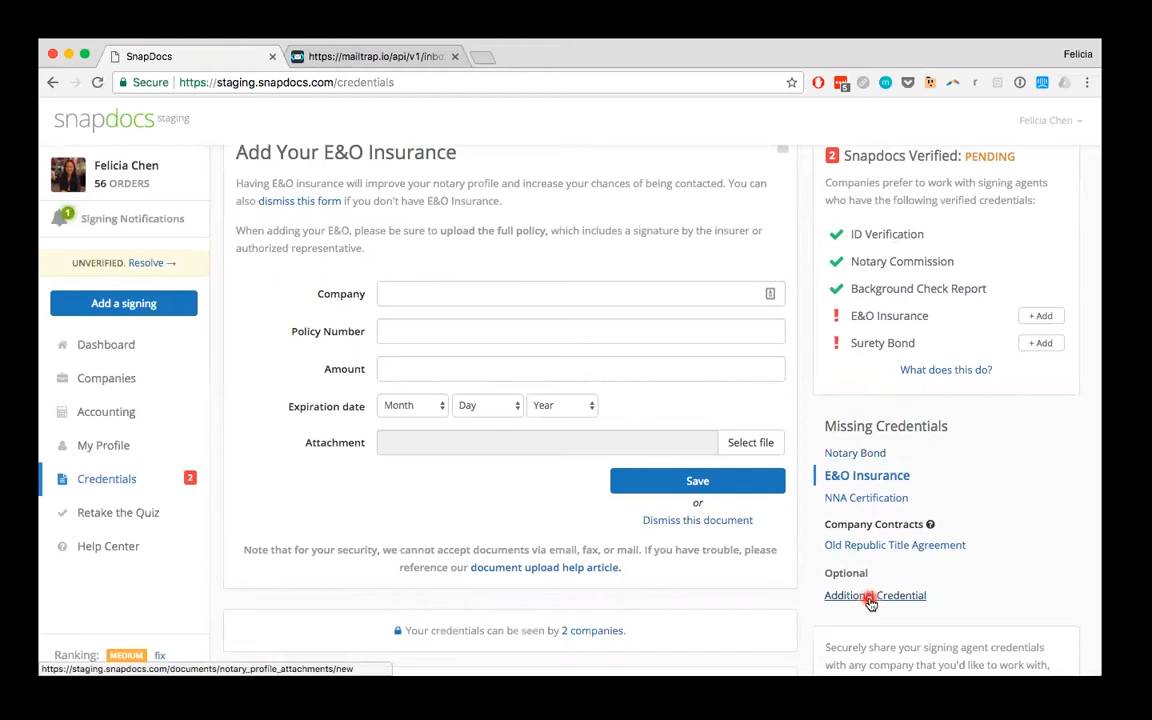 SnapDocs
https://mailtrap.io/api/v1/inbo
Felicia
Secure
https://staging.snapdocs.com/credentials
5
snapdocs staging
Felicia Chen
Felicia Chen
56 ORDERS
1
Signing Notifications
UNVERIFIED. Resolve →
Add a signing
Dashboard
Companies
Accounting
My Profile
Credentials
2
Retake the Quiz
Help Center
Ranking: MEDIUM fix
https://staging.snapdocs.com/documents/notary_profile_attachments/new
Add Your E&O Insurance
Having E&O insurance will improve your notary profile and increase your chances of being contacted. You can
also dismiss this form if you don't have E&O Insurance.
When adding your E&O, please be sure to upload the full policy, which includes a signature by the insurer or
authorized representative.
Company
Policy Number
Amount
Expiration date
Month
Day
Year
Attachment
Select file
Save
or
Dismiss this document
Note that for your security, we cannot accept documents via email, fax, or mail. If you have trouble, please
reference our document upload help article.
Your credentials can be seen by 2 companies.
2 Snapdocs Verified: PENDING
Companies prefer to work with signing agents
who have the following verified credentials:
ID Verification
Notary Commission
Background Check Report
E&O Insurance
+ Add
Surety Bond
+ Add
What does this do?
Missing Credentials
Notary Bond
E&O Insurance
NNA Certification
Company Contracts ?
Old Republic Title Agreement
Optional
Additional Credential
Securely share your signing agent credentials
with any company that you'd like to work with,